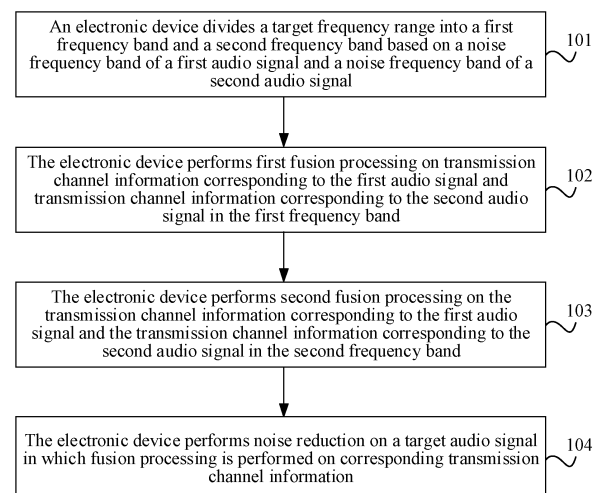 An electronic device divides a target frequency range into a first
frequency band and a second frequency band based on a noise
frequency band of a first audio signal and a noise frequency band of a
second audio signal
101
The electronic device performs first fusion processing on transmission
channel information corresponding to the first audio signal and
transmission channel information corresponding to the second audio
signal in the first frequency band
102
The electronic device performs second fusion processing on the
transmission channel information corresponding to the first audio
signal and the transmission channel information corresponding to the
second audio signal in the second frequency band
103
The electronic device performs noise reduction on a target audio signal
in which fusion processing is performed on corresponding transmission
channel information
104